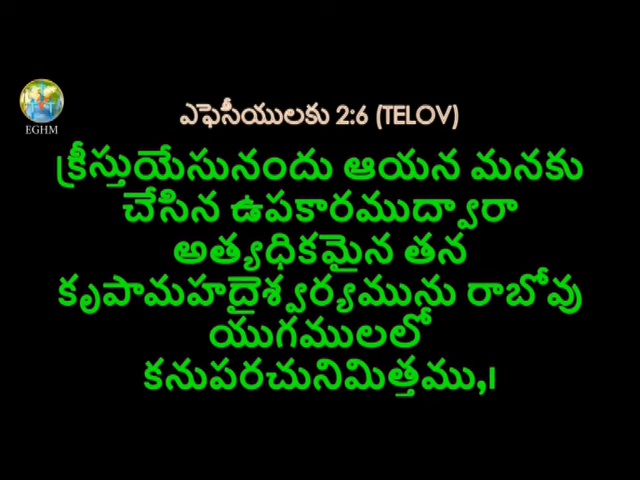 EGHM
ఎఫెసీయులకు 2:6 (TELOV)
క్రీస్తుయేసునందు ఆయన మనకు
చేసిన ఉపకారముద్వారా
అత్యధికమైన తన
కృపామహదైశ్వర్యమును రాబోవు
యుగములలో
కనుపరచునిమిత్తము,।